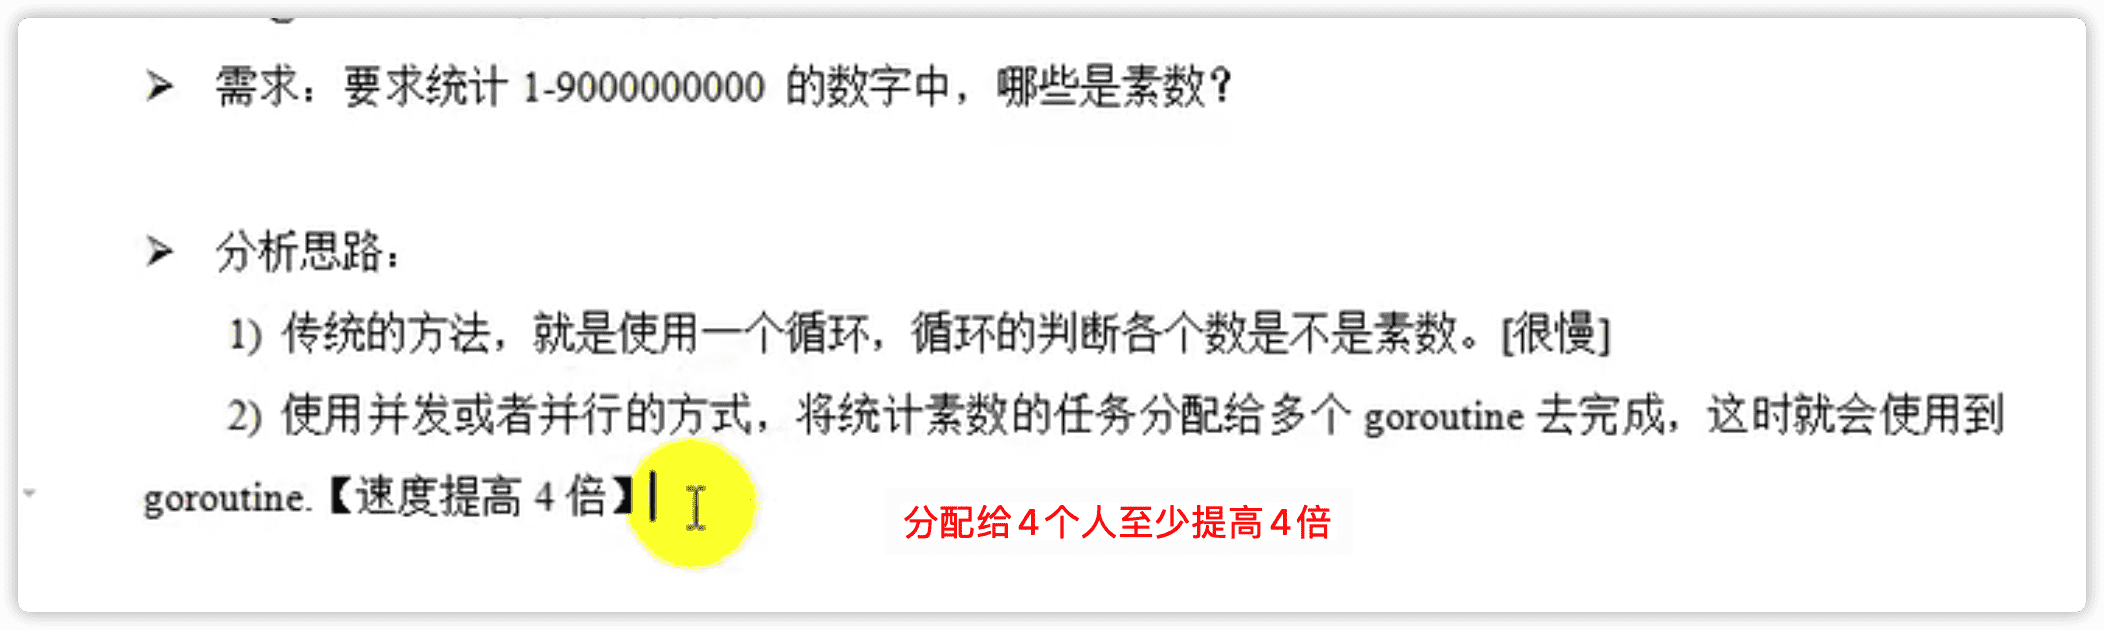 ➤ 需求：要求统计 1-9000000000 的数字中，哪些是素数？
➤ 分析思路：
1) 传统的方法，就是使用一个循环，循环的判断各个数是不是素数。[很慢]
2) 使用并发或者并行的方式，将统计素数的任务分配给多个 goroutine 去完成，这时就会使用到
goroutine.【速度提高 4 倍】
分配给4个人至少提高4倍